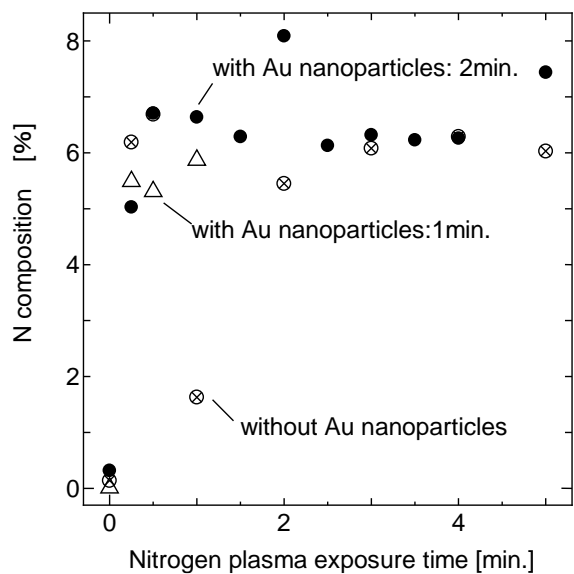 8
with Au nanoparticles: 2min.
6
with Au nanoparticles:1min.
4
N composition [%]
2
without Au nanoparticles
0
0 2 4
Nitrogen plasma exposure time [min.]